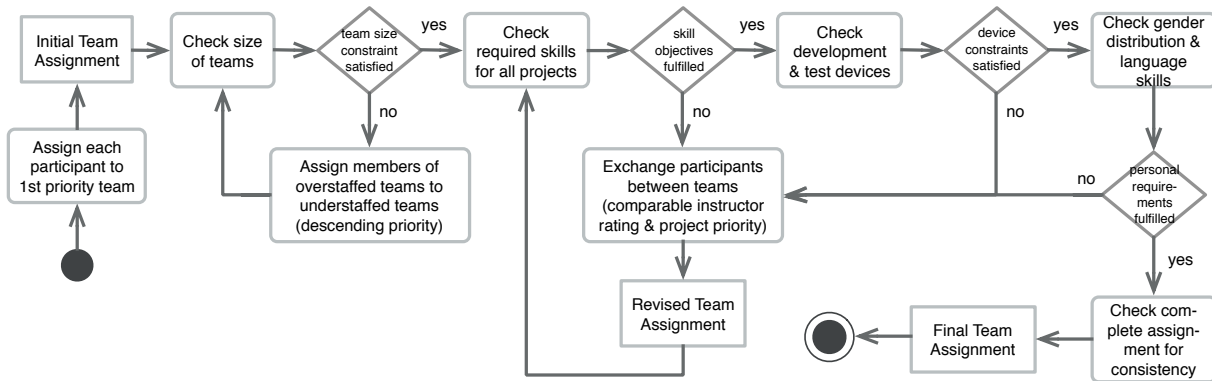 Initial Team
Assignment
Assign each
participant to
1st priority team
Check size
of teams
team size
constraint
satisfied
yes
no
Assign members of
overstaffed teams to
understaffed teams
(descending priority)
Check
required skills
for all projects
skill
objectives
fulfilled
yes
no
Exchange participants
between teams
(comparable instructor
rating & project priority)
Revised Team
Assignment
Check
development
& test devices
device
constraints
satisfied
yes
no
Check gender
distribution &
language
skills
personal
require-
ments
fulfilled
no
yes
Check com-
plete assign-
ment for
consistency
Final Team
Assignment